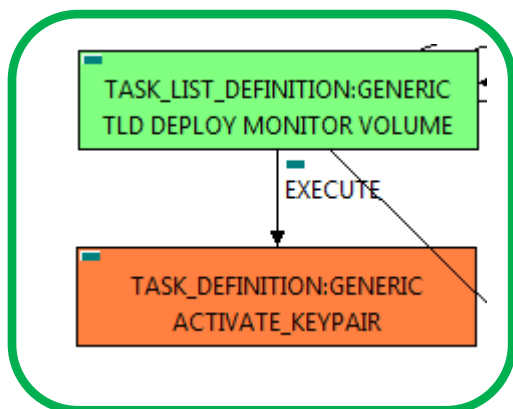 TASK_LIST_DEFINITION:GENERIC
TLD DEPLOY MONITOR VOLUME
EXECUTE
TASK_DEFINITION:GENERIC
ACTIVATE_KEYPAIR